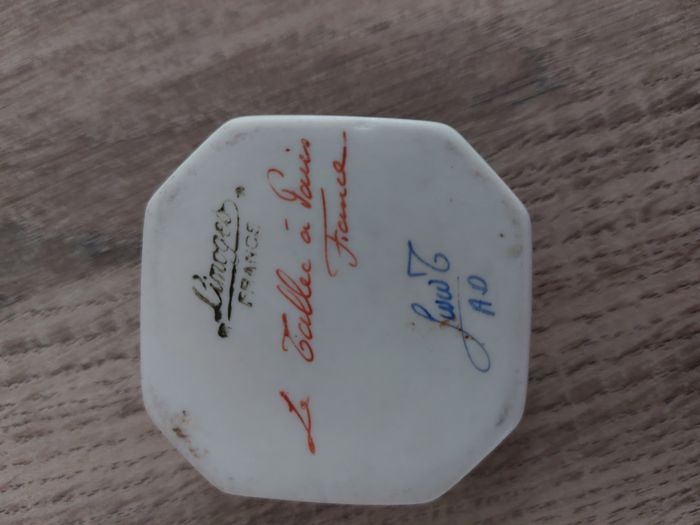 Limoges
FRANCE
Le Tallec à Paris
France
AD